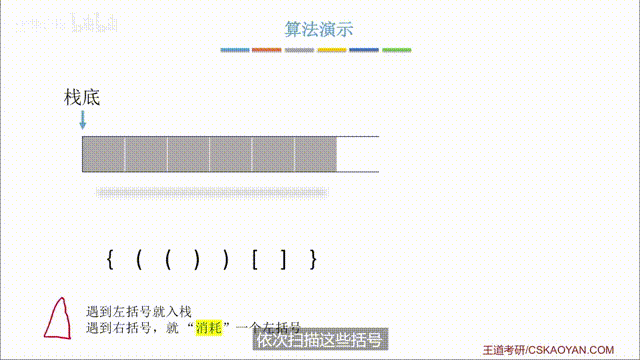 算法演示
栈底
{ ( ( ) ) [ ] }
遇到左括号就入栈
遇到右括号，就“消耗”一个左括号
依次扫描这些括号
王道考研/CSKAOYAN.COM